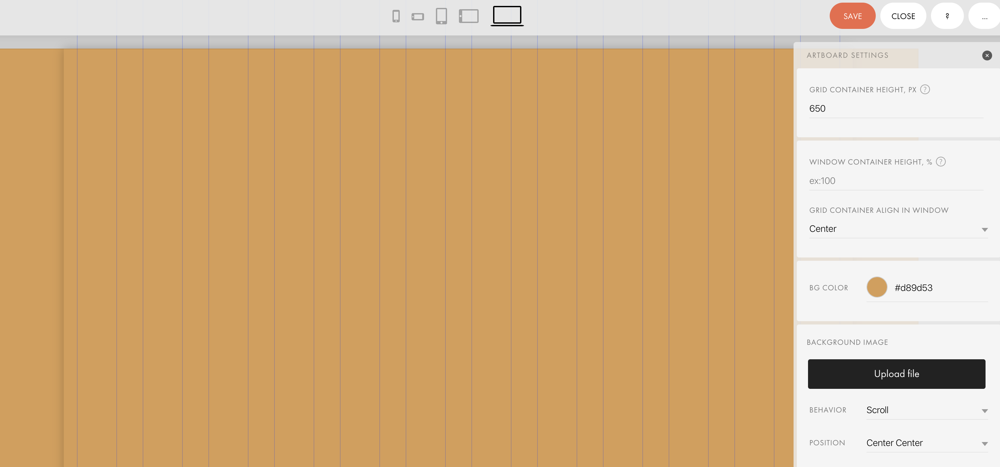 SAVE
CLOSE
?
...
ARTBOARD SETTINGS
GRID CONTAINER HEIGHT, PX ?
650
WINDOW CONTAINER HEIGHT, % ?
ex:100
GRID CONTAINER ALIGN IN WINDOW
Center
BG COLOR #d89d53
BACKGROUND IMAGE
Upload file
BEHAVIOR Scroll
POSITION Center Center